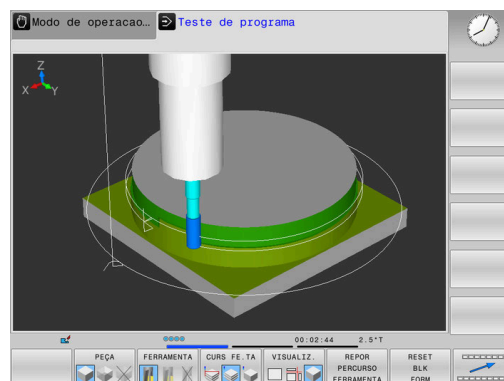 Modo de operacao...
Teste de programa
Z
X
Y
00:02:44 2.5*T
PEÇA
FERRAMENTA
CURS FE.TA
VISUALIZ.
REPOR
PERCURSO
FERRAMENTA
RESET
BLK
FORM